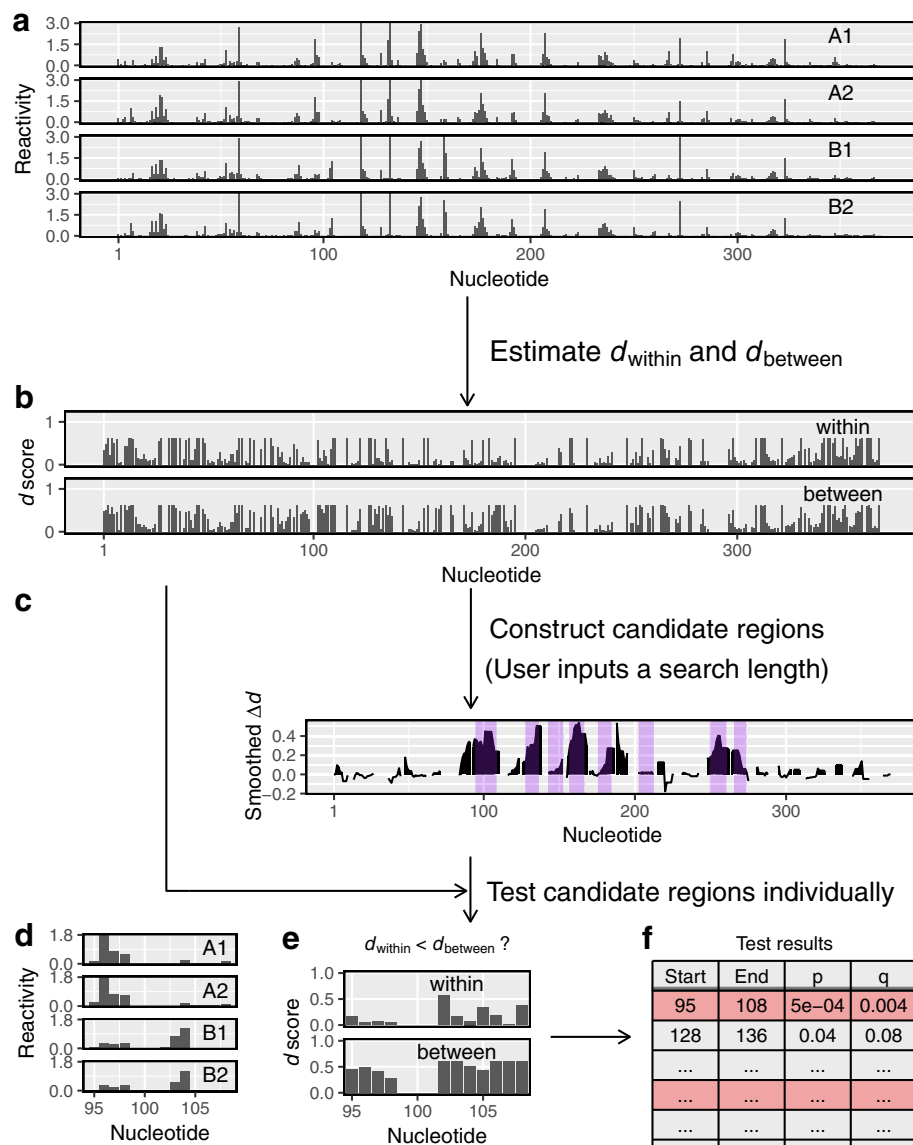 a
3.0
1.5
0.0
A1
3.0
1.5
0.0
A2
3.0
1.5
0.0
B1
3.0
1.5
0.0
B2
Reactivity
1 100 200 300
Nucleotide
Estimate d within and d between
b
1
0
within
1
0
between
d score
1 100 200 300
Nucleotide
c
Construct candidate regions
(User inputs a search length)
Smoothed Δd
0.4
0.2
0.0
−0.2
1 100 200 300
Nucleotide
Test candidate regions individually
d
1.8
0.0
A1
1.8
0.0
A2
1.8
0.0
B1
1.8
0.0
B2
Reactivity
95 100 105
Nucleotide
e
d within < d between ?
1.0
0.5
0.0
within
1.0
0.5
0.0
between
d score
95 100 105
Nucleotide
f
Test results
Start End p q
95 108 5e−04 0.004
128 136 0.04 0.08
... ... ... ...
... ... ... ...
... ... ... ...